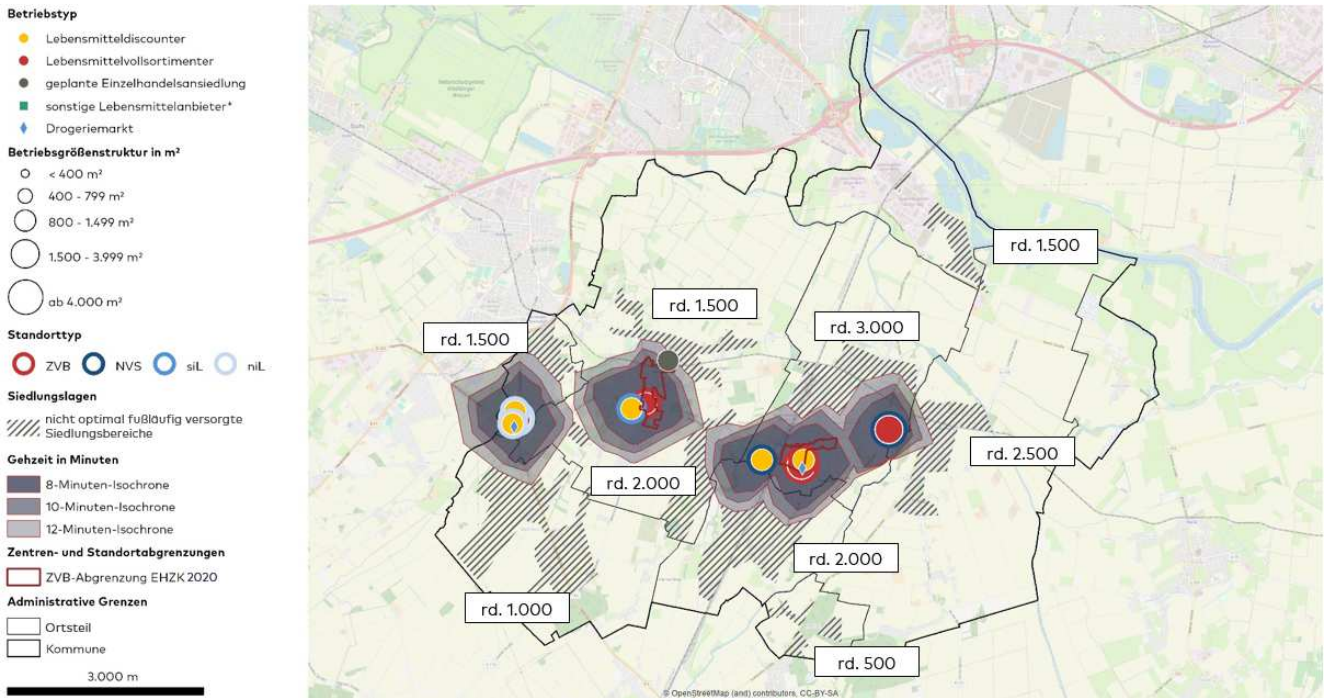 Betriebstyp
Lebensmitteldiscounter
Lebensmittelvollsortimenter
geplante Einzelhandelsansiedlung
sonstige Lebensmittelanbieter*
Drogeriemarkt
Betriebsgrößenstruktur in m²
< 400 m²
400 - 799 m²
800 - 1.499 m²
1.500 - 3.999 m²
ab 4.000 m²
Standorttyp
ZVB NVS siL niL
Siedlungslagen
nicht optimal fußläufig versorgte
Siedlungsbereiche
Gehzeit in Minuten
8-Minuten-Isochrone
10-Minuten-Isochrone
12-Minuten-Isochrone
Zentren- und Standortabgrenzungen
ZVB-Abgrenzung EHZK 2020
Administrative Grenzen
Ortsteil
Kommune
3.000 m
rd. 1.500
rd. 1.500
rd. 3.000
rd. 1.500
rd. 2.500
rd. 2.000
rd. 2.000
rd. 1.000
rd. 500
© OpenStreetMap (and) contributors, CC-BY-SA